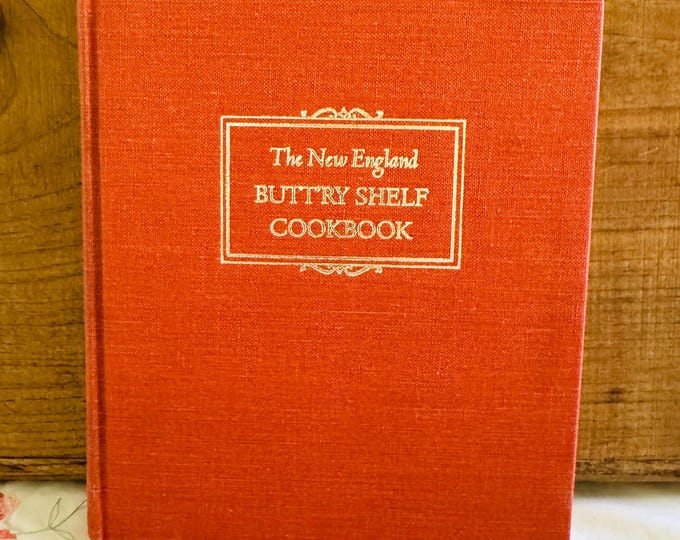 The New England
BUTT'RY SHELF
COOKBOOK